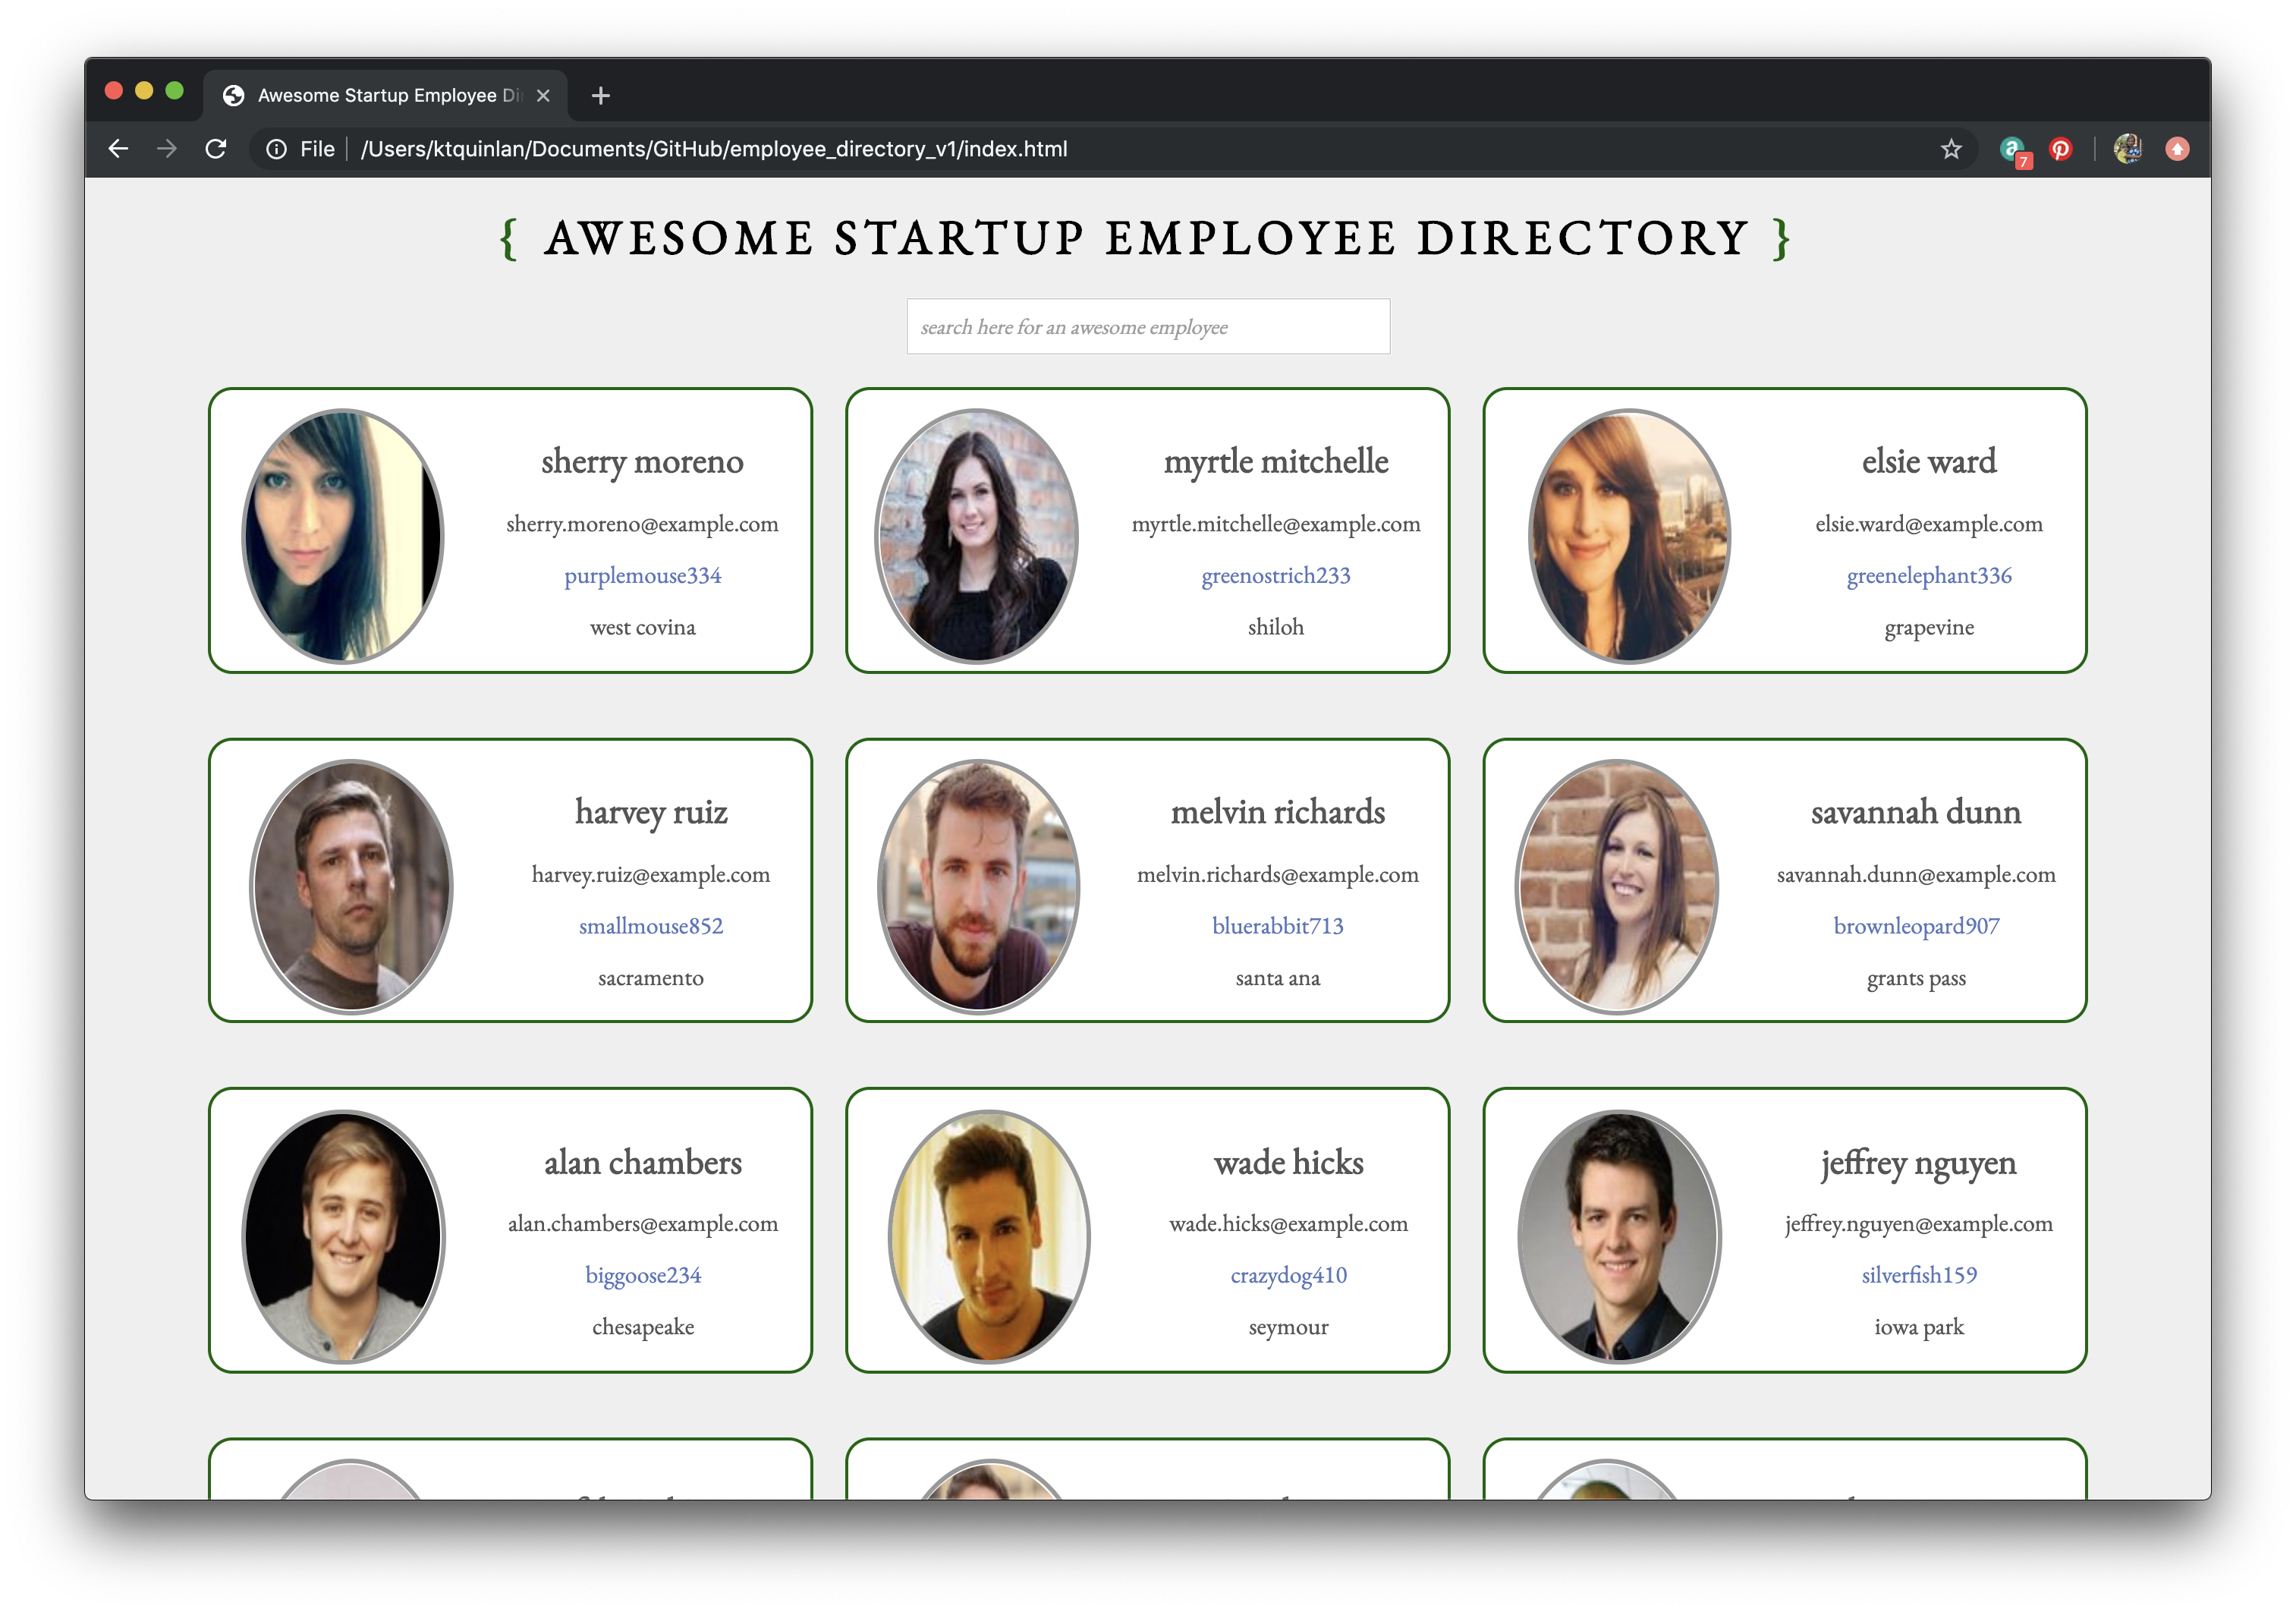 Awesome Startup Employee Di
File /Users/ktquinlan/Documents/GitHub/employee_directory_v1/index.html
7
{ AWESOME STARTUP EMPLOYEE DIRECTORY }
search here for an awesome employee
sherry moreno
sherry.moreno@example.com
purplemouse334
west covina
myrtle mitchelle
myrtle.mitchelle@example.com
greenostrich233
shiloh
elsie ward
elsie.ward@example.com
greenelephant336
grapevine
harvey ruiz
harvey.ruiz@example.com
smallmouse852
sacramento
melvin richards
melvin.richards@example.com
bluerabbit713
santa ana
savannah dunn
savannah.dunn@example.com
brownleopard907
grants pass
alan chambers
alan.chambers@example.com
biggoose234
chesapeake
wade hicks
wade.hicks@example.com
crazydog410
seymour
jeffrey nguyen
jeffrey.nguyen@example.com
silverfish159
iowa park